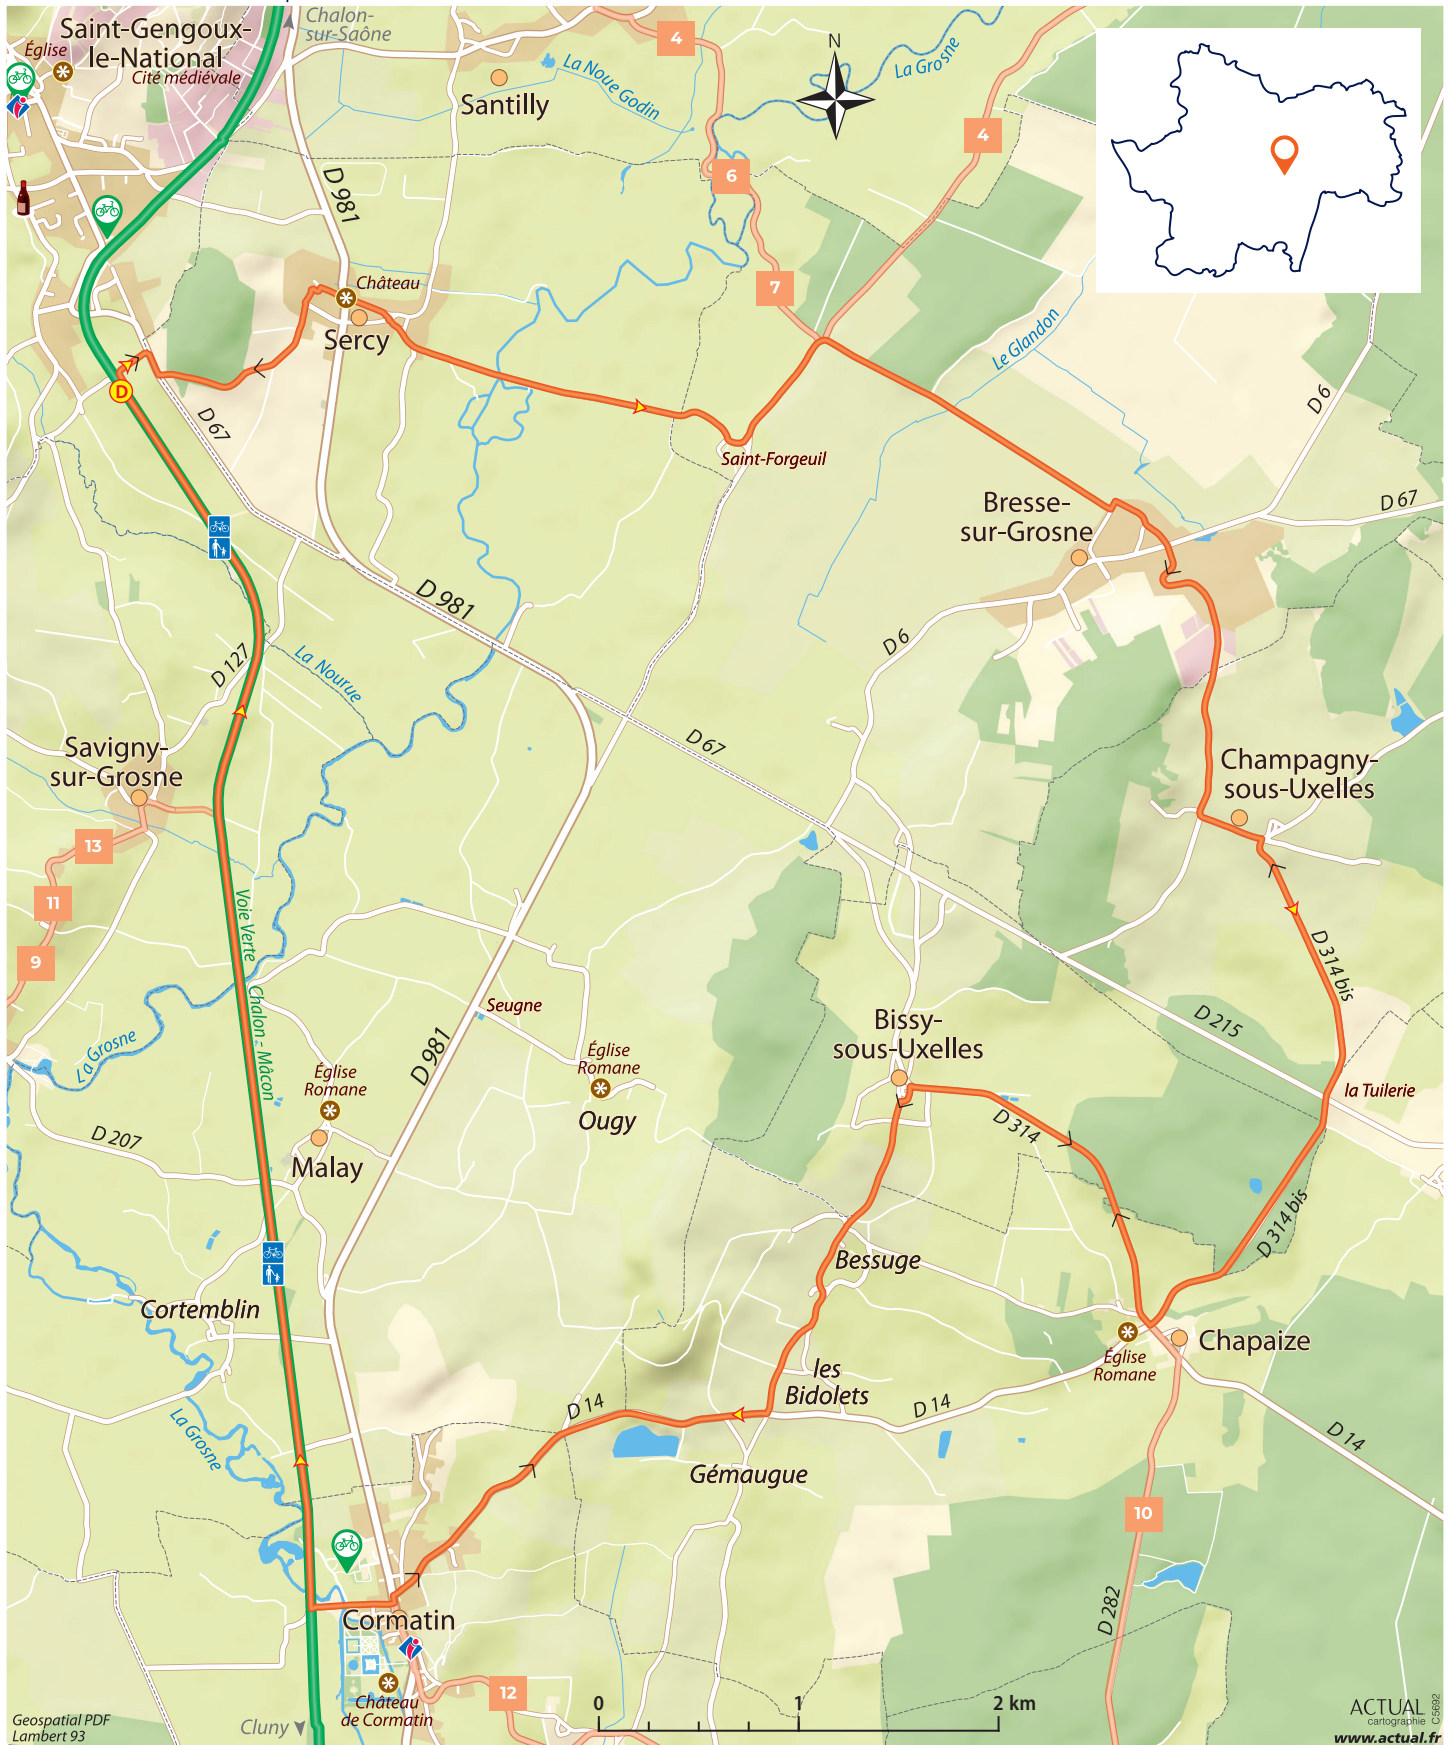 Chalon-
sur-Saône
Saint-Gengoux-
le-National
Église
Cité médiévale
4
La Noue Godin
La Grosne
N
Santilly
4
D 981
6
7
Château
Sercy
Le Glandon
D 6
D
D 67
Saint-Forgeuil
Bresse-
sur-Grosne
D 67
D 981
D 6
D 127
La Nourue
Savigny-
sur-Grosne
D 67
Champagny-
sous-Uxelles
13
11
9
Voie Verte
Chalon - Mâcon
D 314 bis
Seugne
D 215
La Grosne
D 981
Bissy-
sous-Uxelles
Église
Romane
Ougy
Église
Romane
Malay
D 207
D 314
la Tuilerie
D 314 bis
Bessuge
Cortemblin
Chapaize
Église
Romane
les
Bidolets
D 14
D 14
D 14
La Grosne
Gémaugue
10
D 282
Cormatin
12
Château
de Cormatin
0 1 2 km
Geospatial PDF
Lambert 93
Cluny
ACTUAL
cartographie
C5692
www.actual.fr